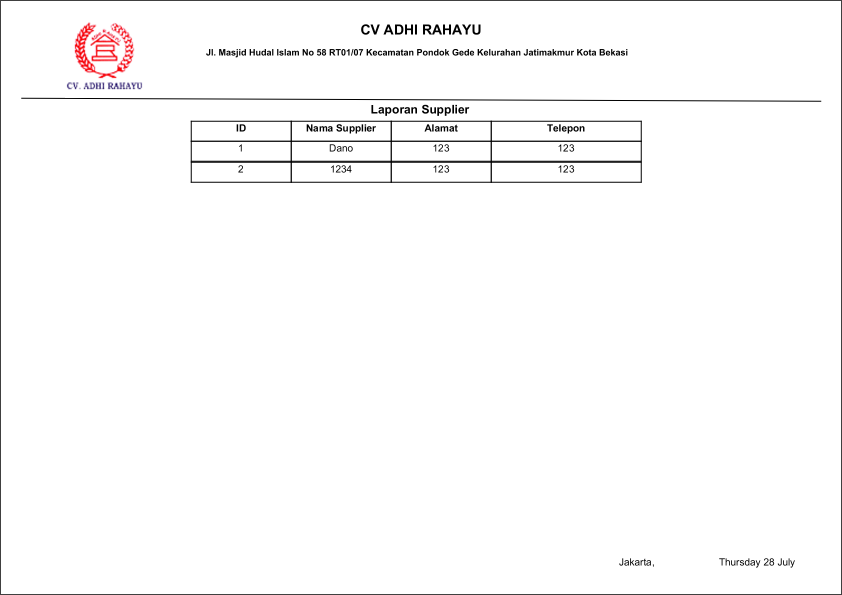 CV ADHI RAHAYU
Jl. Masjid Hudal Islam No 58 RT01/07 Kecamatan Pondok Gede Kelurahan Jatimakmur Kota Bekasi
ADHI RAHAYU
CV. ADHI RAHAYU
Laporan Supplier
ID Nama Supplier Alamat Telepon
1 Dano 123 123
2 1234 123 123
Jakarta, Thursday 28 July